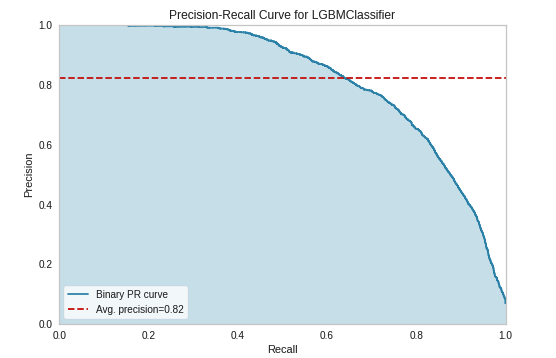 Precision-Recall Curve for LGBMClassifier
1.0
0.8
0.6
0.4
0.2
0.0
Precision
Binary PR curve
Avg. precision=0.82
0.0 0.2 0.4 0.6 0.8 1.0
Recall